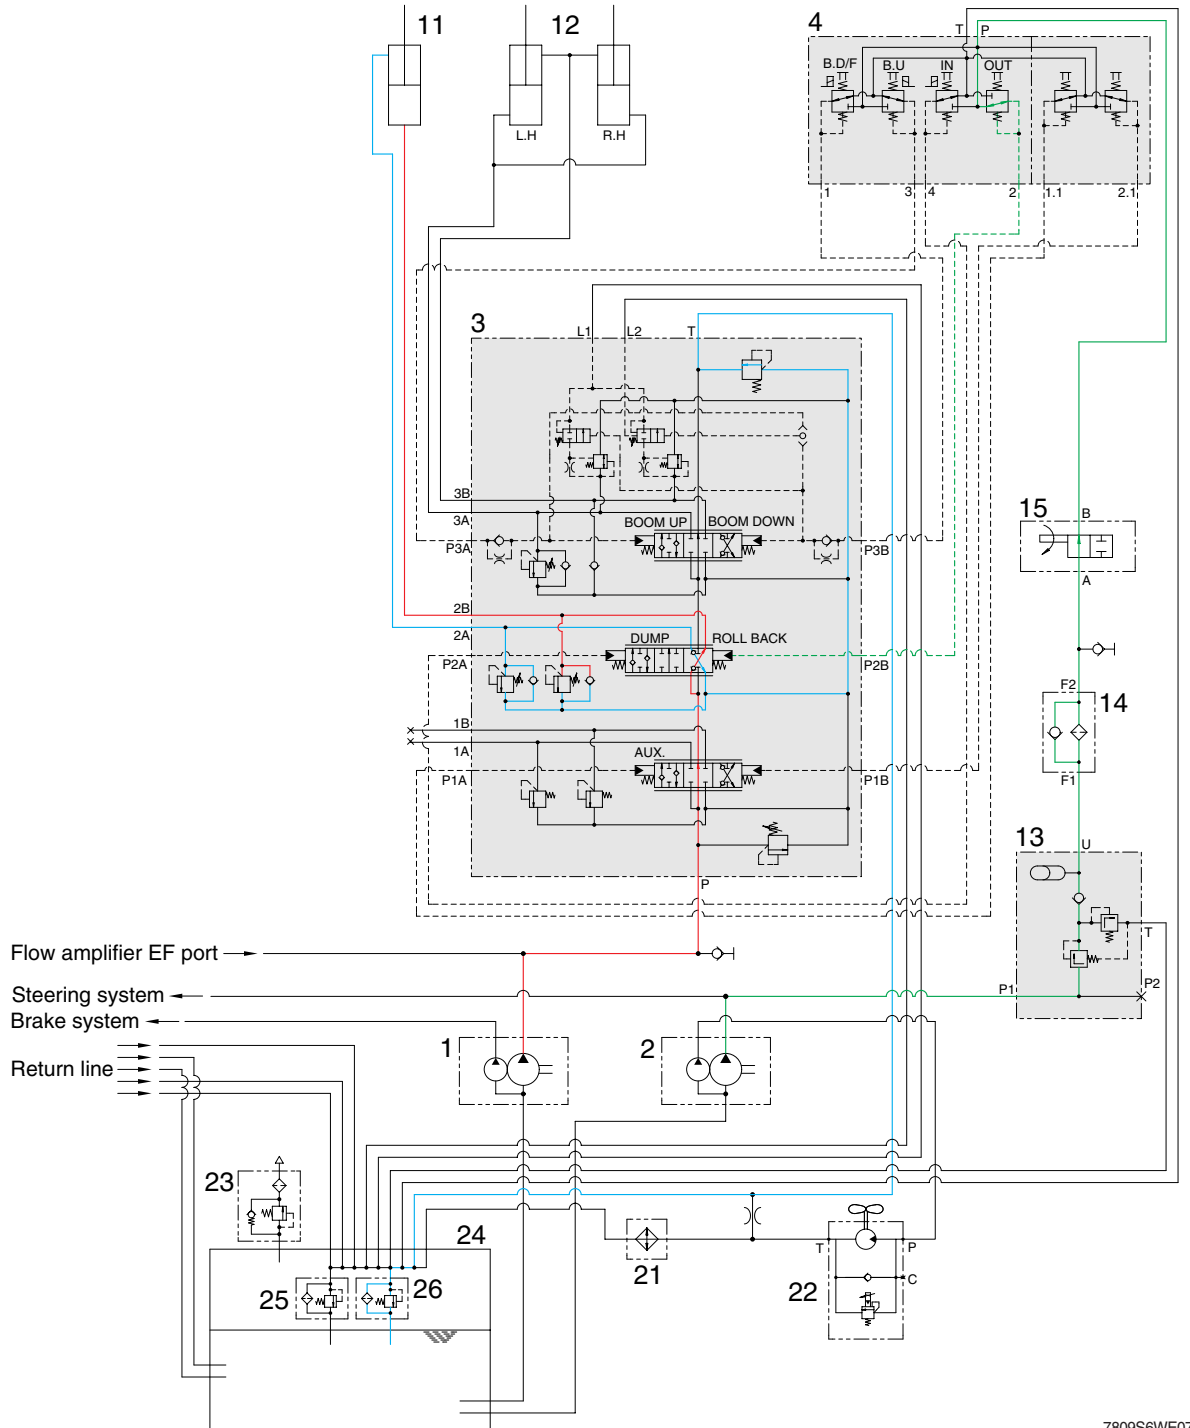 11
12
4
T
P
B.D/F
B.U
IN
OUT
L.H
R.H
1
3
4
2
1.1
2.1
3
L1
L2
T
3B
3A
BOOM UP
BOOM DOWN
P3A
P3B
15
B
A
2B
2A
DUMP
ROLL BACK
P2A
P2B
F2
14
F1
1B
1A
AUX.
P1A
P1B
13
U
P
T
Flow amplifier EF port
Steering system
P1
P2
Brake system
1
2
Return line
23
24
21
T
P
22
C
25
26
7809S6WE07